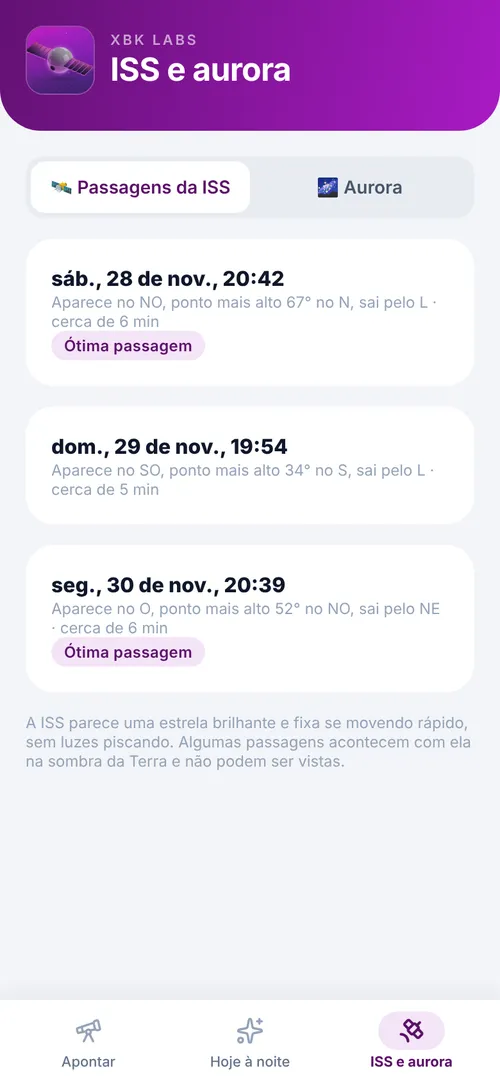 XBK LABS
ISS e aurora
Passagens da ISS
Aurora
sáb., 28 de nov., 20:42
Aparece no NO, ponto mais alto 67° no N, sai pelo L ·
cerca de 6 min
Ótima passagem
dom., 29 de nov., 19:54
Aparece no SO, ponto mais alto 34° no S, sai pelo L ·
cerca de 5 min
seg., 30 de nov., 20:39
Aparece no O, ponto mais alto 52° no NO, sai pelo NE
· cerca de 6 min
Ótima passagem
A ISS parece uma estrela brilhante e fixa se movendo rápido,
sem luzes piscando. Algumas passagens acontecem com ela
na sombra da Terra e não podem ser vistas.
Apontar
Hoje à noite
ISS e aurora